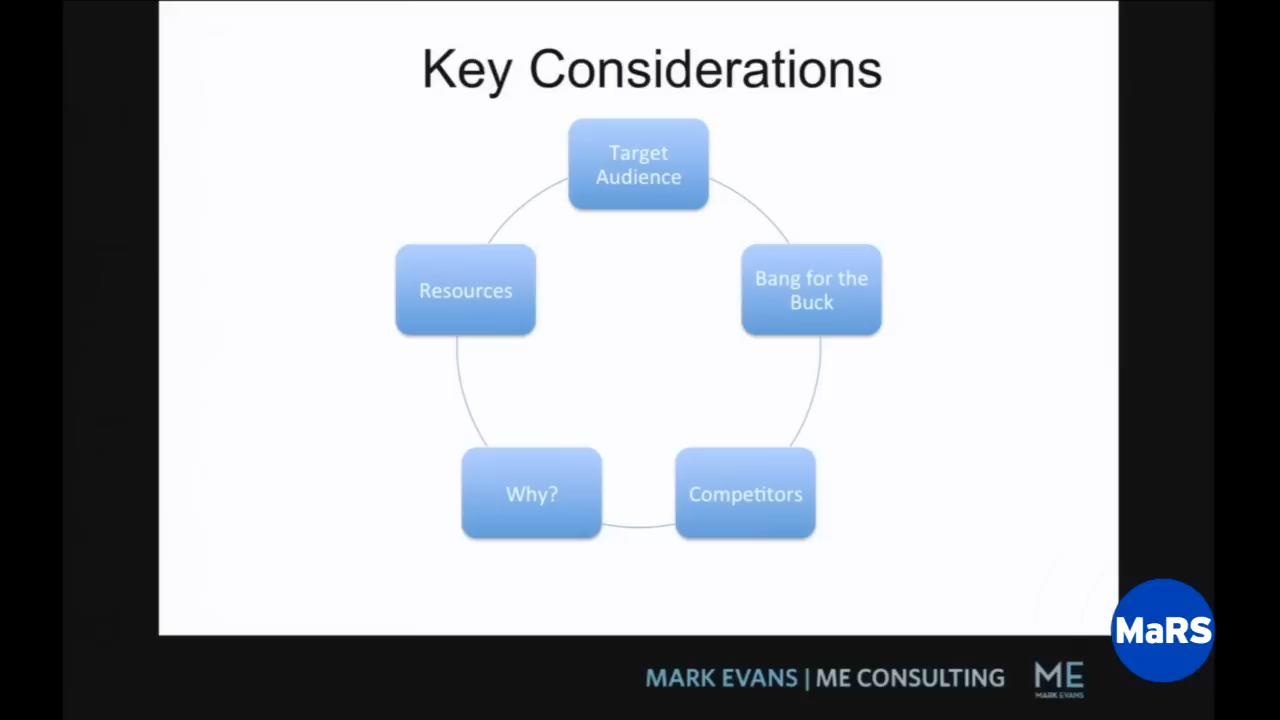 Key Considerations
Target
Audience
Resources
Bang for the
Buck
Why?
Competitors
MaRS
MARK EVANS | ME CONSULTING
ME
MARK EVANS